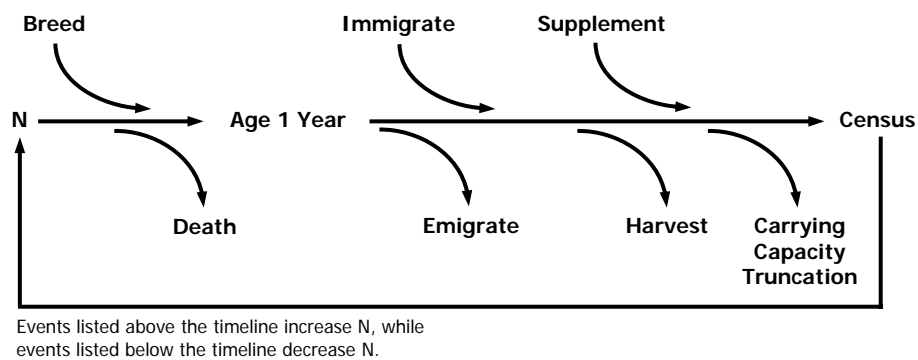 Breed
Immigrate
Supplement
N
Age 1 Year
Census
Death
Emigrate
Harvest
Carrying
Capacity
Truncation
Events listed above the timeline increase N, while
events listed below the timeline decrease N.